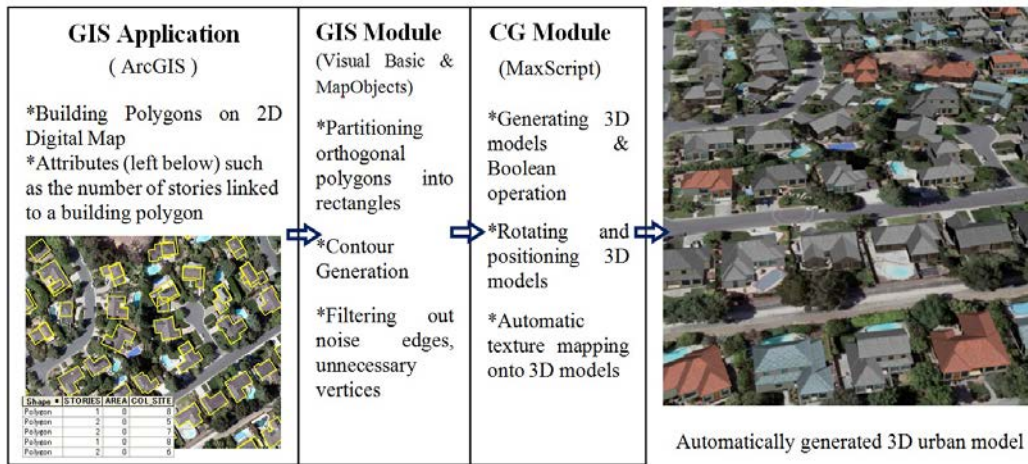 GIS Application
( ArcGIS )
*Building Polygons on 2D
Digital Map
*Attributes (left below) such
as the number of stories linked
to a building polygon
Shape STORIES AREA COL_SITE
Polygon 1 0 8
Polygon 2 0 5
Polygon 2 0 7
Polygon 1 0 8
Polygon 2 0 6
GIS Module
(Visual Basic &
MapObjects)
*Partitioning
orthogonal
polygons into
rectangles
*Contour
Generation
*Filtering out
noise edges,
unnecessary
vertices
CG Module
(MaxScript)
*Generating 3D
models &
Boolean
operation
*Rotating and
positioning 3D
models
*Automatic
texture mapping
onto 3D models
Automatically generated 3D urban model